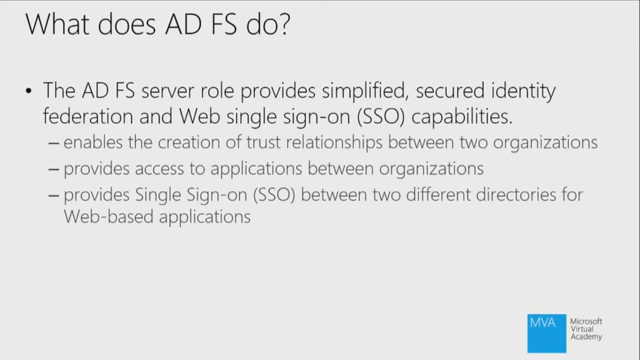 What does AD FS do?
• The AD FS server role provides simplified, secured identity
federation and Web single sign-on (SSO) capabilities.
– enables the creation of trust relationships between two organizations
– provides access to applications between organizations
– provides Single Sign-on (SSO) between two different directories for
Web-based applications
MVA
Microsoft
Virtual
Academy